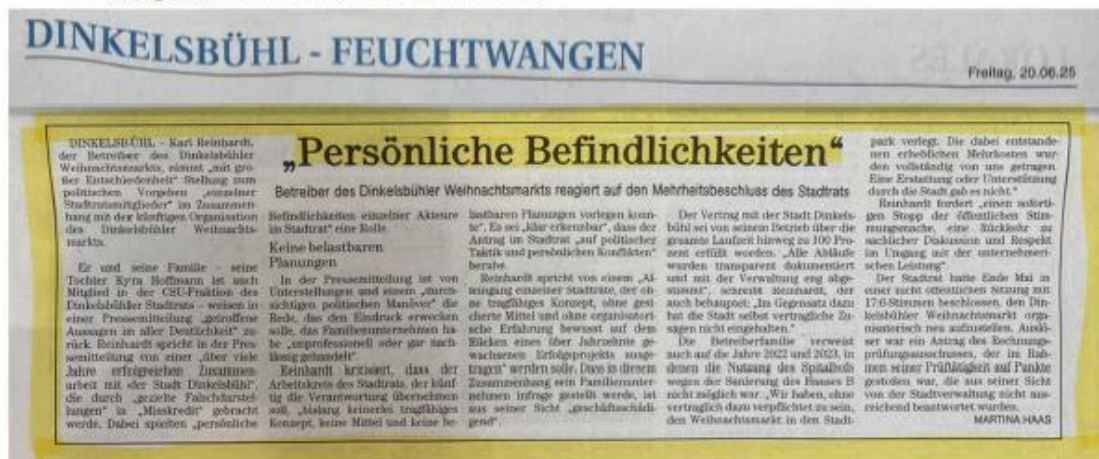 DINKELSBÜHL - FEUCHTWANGEN
Freitag, 20.06.25
„Persönliche Befindlichkeiten“
Betreiber des Dinkelsbühler Weihnachtsmarkts reagiert auf den Mehrheitsbeschluss des Stadtrats
DINKELSBÜHL – Karl Reinhardt,
der Betreiber des Dinkelsbühler
Weihnachtsmarkts, nimmt „mit gro-
ßer Entschiedenheit“ Stellung zum
politischen Vorgehen „einzelner
Stadtratsmitglieder“ im Zusammen-
hang mit der künftigen Organisation
des Dinkelsbühler Weihnachts-
markts.
Er und seine Familie – seine
Tochter Kyra Hoffmann ist auch
Mitglied in der CSU-Fraktion des
Dinkelsbühler Stadtrats – weisen in
einer Pressemitteilung „getroffene
Aussagen in aller Deutlichkeit“ zu-
rück. Reinhardt spricht in der Pres-
semitteilung von einer „über viele
Jahre erfolgreichen Zusammen-
arbeit mit der Stadt Dinkelsbühl“,
die durch „gezielte Falschdarstel-
lungen“ in „Misskredit“ gebracht
werde. Dabei spielten „persönliche
Befindlichkeiten einzelner Akteure
im Stadtrat“ eine Rolle.
Keine belastbaren
Planungen
In der Pressemitteilung ist von
Unterstellungen und einem „durch-
sichtigen politischen Manöver“ die
Rede, das den Eindruck erwecken
solle, das Familienunternehmen ha-
be „unprofessionell oder gar nach-
lässig gehandelt“.
Reinhardt kritisiert, dass der
Arbeitskreis des Stadtrats, der künf-
tig die Verantwortung übernehmen
soll, „bislang keinerlei tragfähiges
Konzept, keine Mittel und keine be-
lastbaren Planungen vorlegen konn-
te“. Es sei „klar erkennbar“, dass der
Antrag im Stadtrat „auf politischer
Taktik und persönlichen Konflikten“
beruhe.
Reinhardt spricht von einem „Al-
leingang einzelner Stadträte, der oh-
ne tragfähiges Konzept, ohne gesi-
cherte Mittel und ohne organisatori-
sche Erfahrung bewusst auf dem
Rücken eines über Jahrzehnte ge-
wachsenen Erfolgsprojekts ausge-
tragen“ werden solle. Dass in diesem
Zusammenhang sein Familienunter-
nehmen infrage gestellt werde, ist
aus seiner Sicht „geschäftsschädi-
gend“.
Der Vertrag mit der Stadt Dinkels-
bühl sei von seinem Betrieb über die
gesamte Laufzeit hinweg zu 100 Pro-
zent erfüllt worden. „Alle Abläufe
wurden transparent dokumentiert
und mit der Verwaltung eng abge-
stimmt“, schreibt Reinhardt, der
auch behauptet: „Im Gegensatz dazu
hat die Stadt selbst vertragliche Zu-
sagen nicht eingehalten.“
Die Betreiberfamilie verweist
auch auf die Jahre 2022 und 2023, in
denen die Nutzung des Spitalhofs
wegen der Sanierung des Hauses B
nicht möglich war. „Wir haben, ohne
vertraglich dazu verpflichtet zu sein,
den Weihnachtsmarkt in den Stadt-
park verlegt. Die dabei entstande-
nen erheblichen Mehrkosten wur-
den vollständig von uns getragen.
Eine Erstattung oder Unterstützung
durch die Stadt gab es nicht.“
Reinhardt fordert „einen soforti-
gen Stopp der öffentlichen Stim-
mungsmache, eine Rückkehr zu
sachlicher Diskussion und Respekt
im Umgang mit der unternehmeri-
schen Leistung“.
Der Stadtrat hatte Ende Mai in
einer nicht öffentlichen Sitzung mit
17:6-Stimmen beschlossen, den Din-
kelsbühler Weihnachtsmarkt orga-
nisatorisch neu aufzustellen. Auslö-
ser war ein Antrag des Rechnungs-
prüfungsausschusses, der im Rah-
men seiner Prüftätigkeit auf Punkte
gestoßen war, die aus seiner Sicht
von der Stadtverwaltung nicht aus-
reichend beantwortet wurden.
MARTINA HAAS